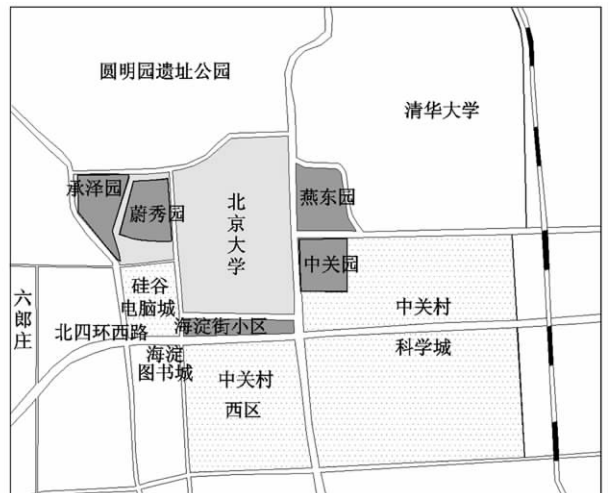 圆明园遗址公园
清华大学
承泽园
蔚秀园
北京大学
燕东园
中关园
硅谷
电脑城
中关村
六郎庄
北四环西路
海淀街小区
科学城
海淀
图书城
中关村
西区